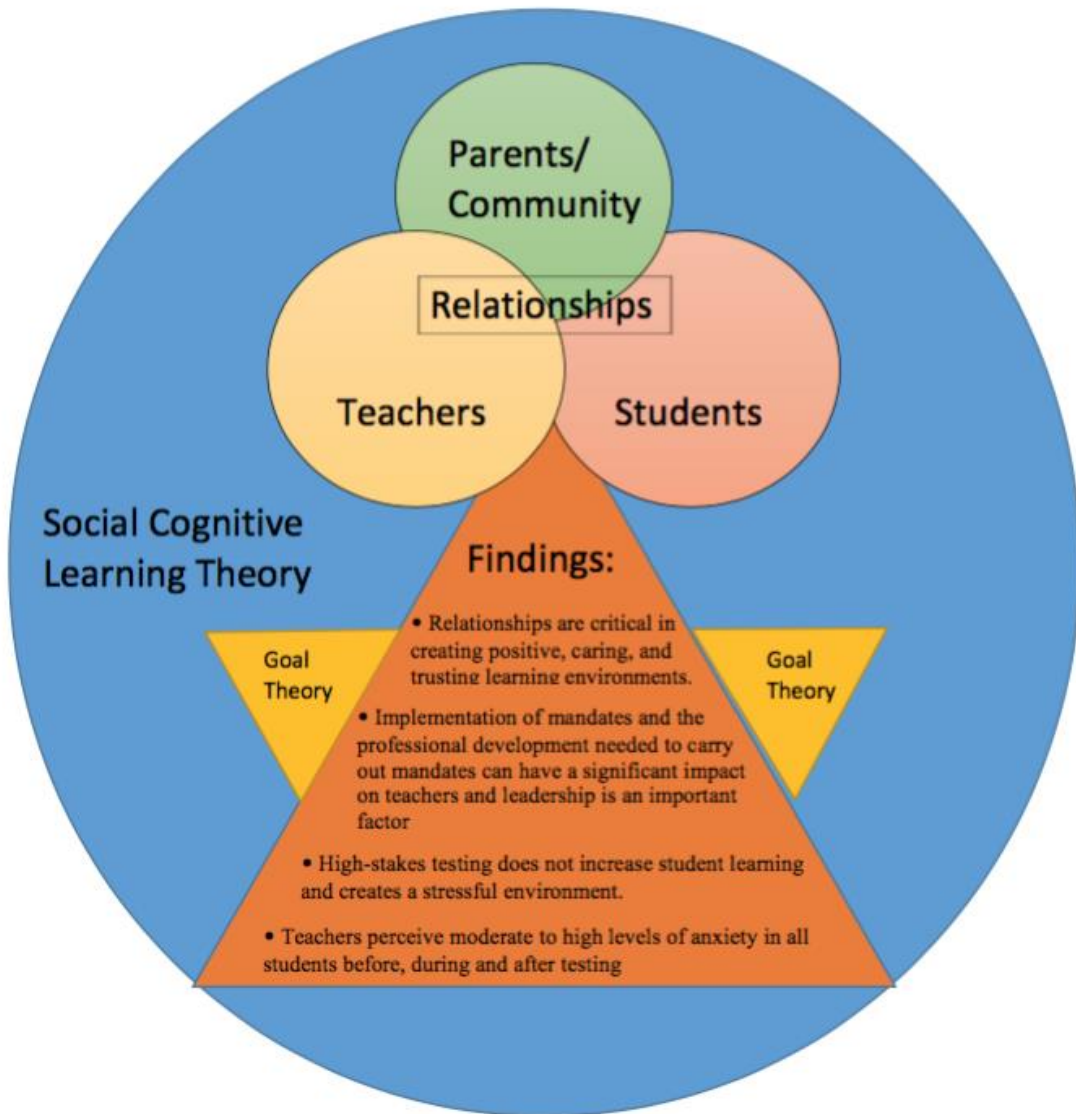 Parents/
Community
Relationships
Teachers
Students
Social Cognitive
Learning Theory
Findings:
• Relationships are critical in
creating positive, caring, and
trusting learning environments.
Goal
Theory
Goal
Theory
• Implementation of mandates and the
professional development needed to carry
out mandates can have a significant impact
on teachers and leadership is an important
factor
• High-stakes testing does not increase student learning
and creates a stressful environment.
• Teachers perceive moderate to high levels of anxiety in all
students before, during and after testing